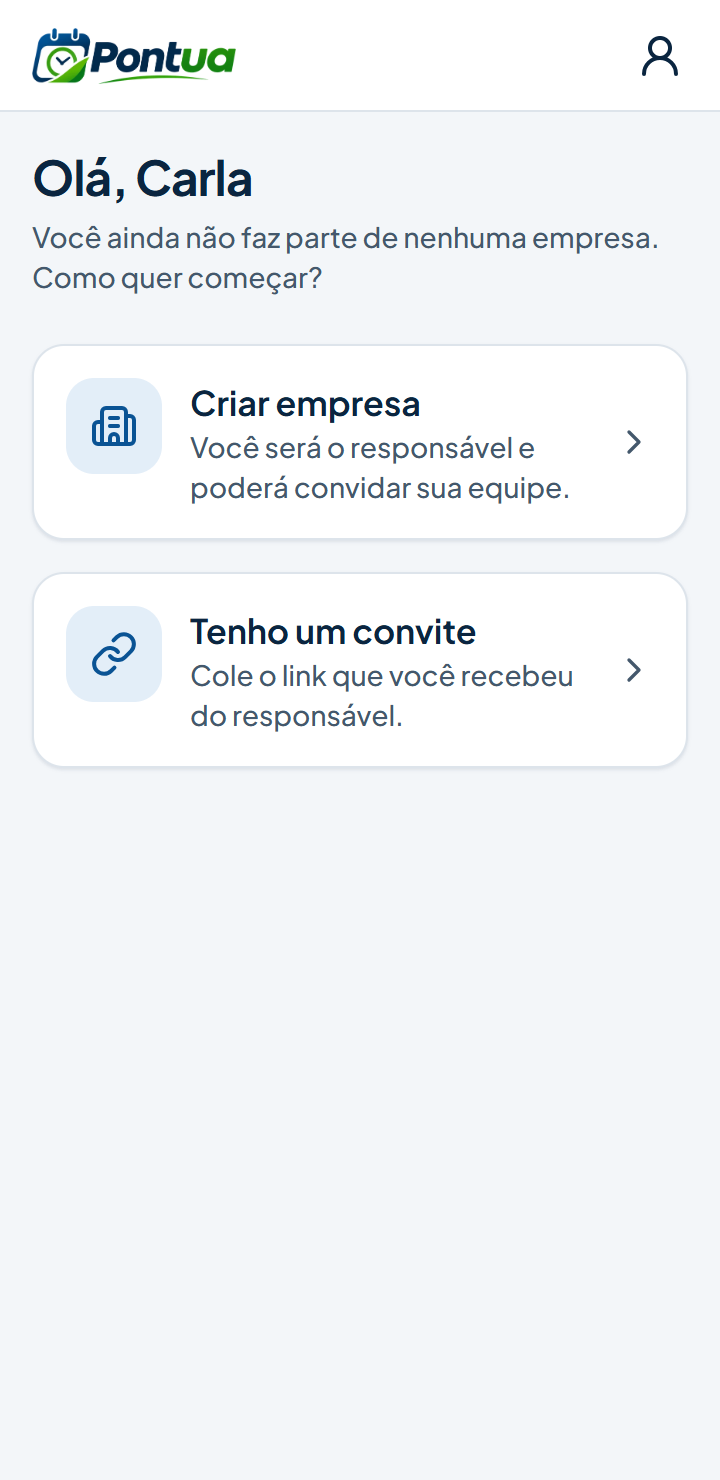 Pontua
Olá, Carla
Você ainda não faz parte de nenhuma empresa.
Como quer começar?
Criar empresa
Você será o responsável e
poderá convidar sua equipe.
Tenho um convite
Cole o link que você recebeu
do responsável.